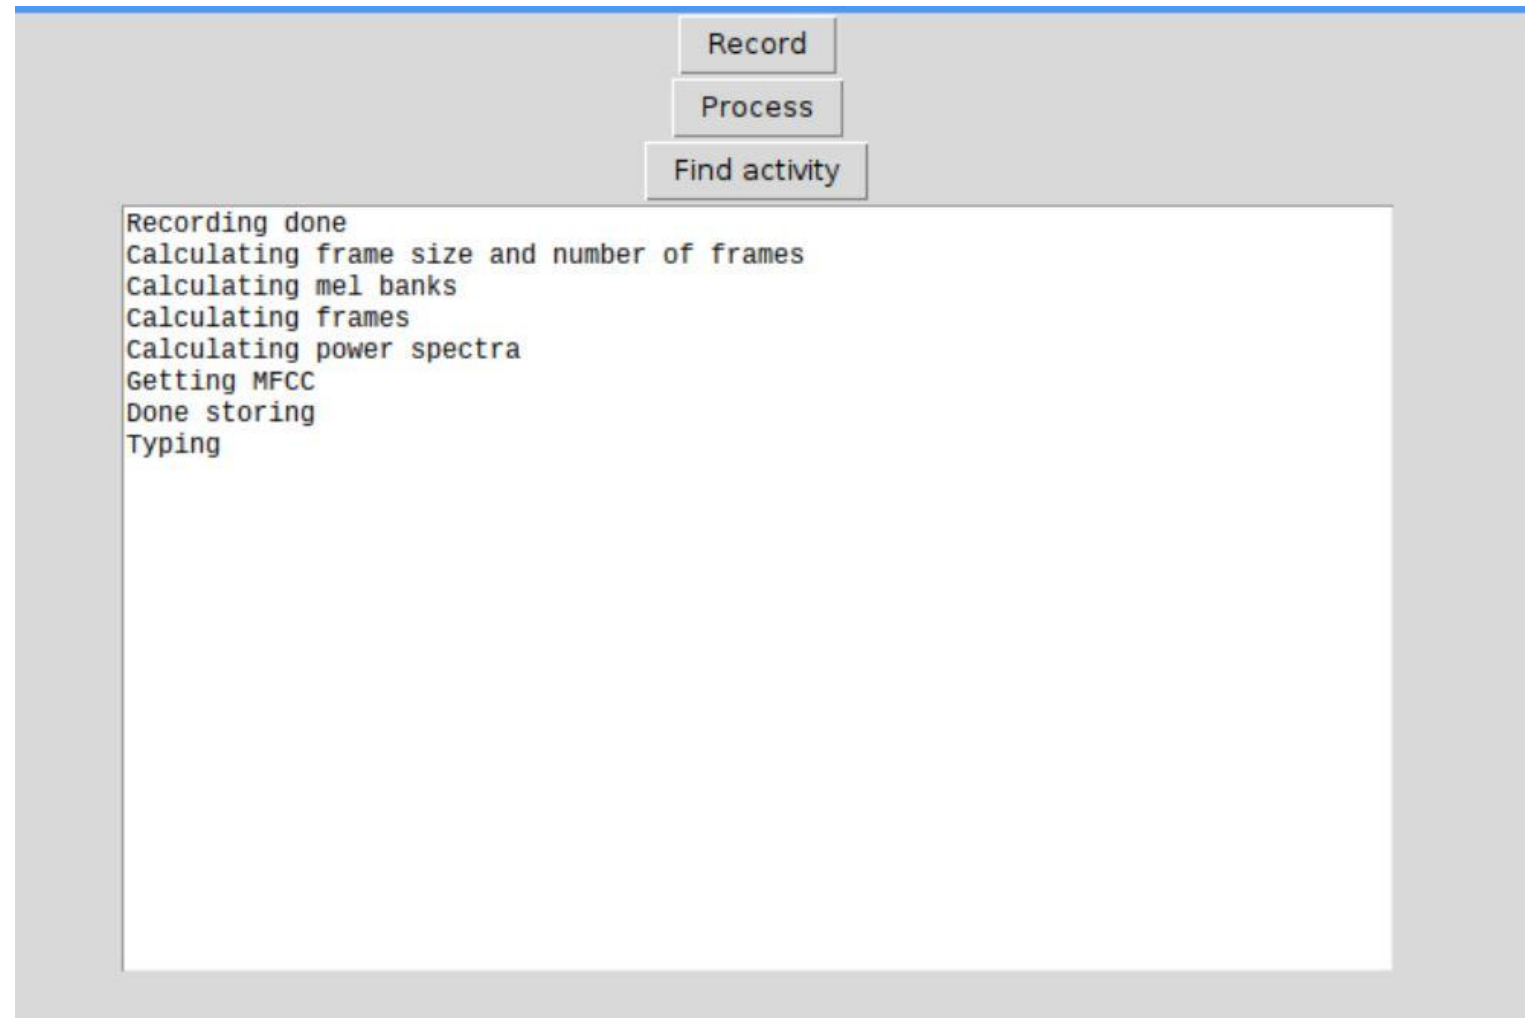 Record
Process
Find activity
Recording done
Calculating frame size and number of frames
Calculating mel banks
Calculating frames
Calculating power spectra
Getting MFCC
Done storing
Typing